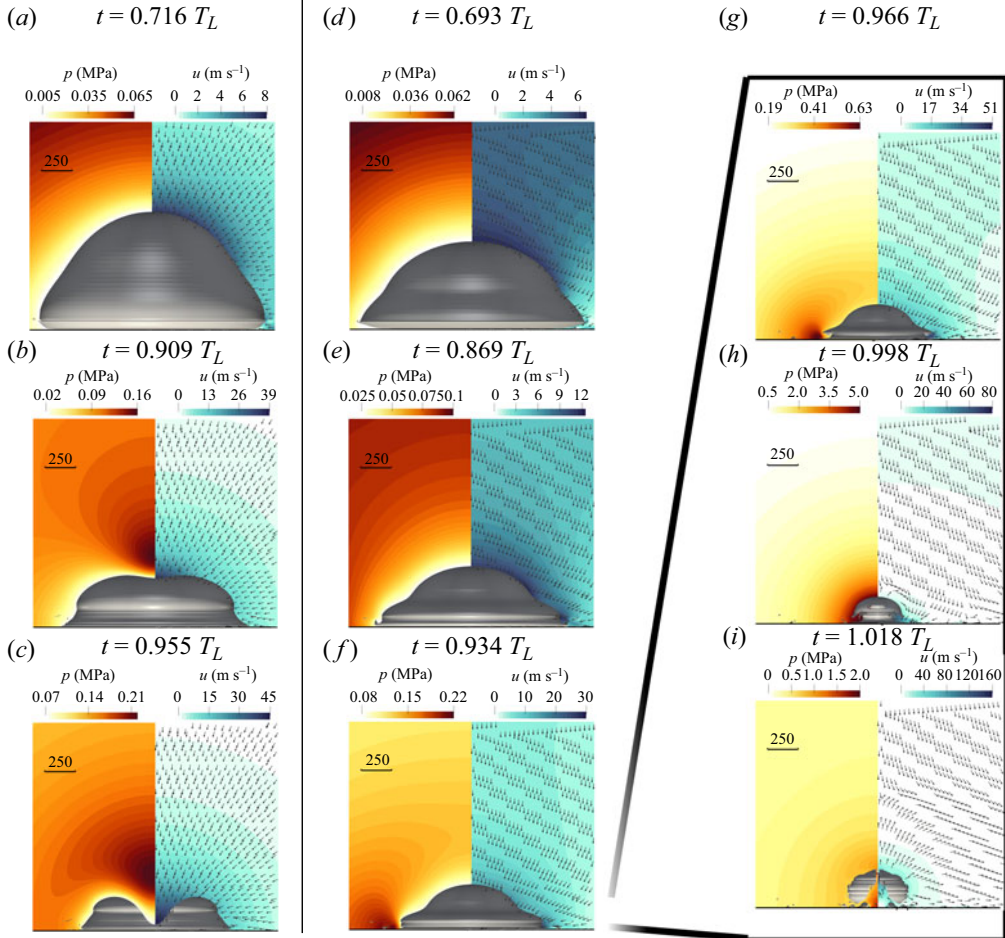 (a) t = 0.716 T_L
p (MPa) u (m s⁻¹)
0.005 0.035 0.065 0 2 4 6 8
250
(b) t = 0.909 T_L
p (MPa) u (m s⁻¹)
0.02 0.09 0.16 0 13 26 39
250
(c) t = 0.955 T_L
p (MPa) u (m s⁻¹)
0.07 0.14 0.21 0 15 30 45
250
(d) t = 0.693 T_L
p (MPa) u (m s⁻¹)
0.008 0.036 0.062 0 2 4 6
250
(e) t = 0.869 T_L
p (MPa) u (m s⁻¹)
0.025 0.05 0.075 0.1 0 3 6 9 12
250
(f) t = 0.934 T_L
p (MPa) u (m s⁻¹)
0.08 0.15 0.22 0 10 20 30
250
(g) t = 0.966 T_L
p (MPa) u (m s⁻¹)
0.19 0.41 0.63 0 17 34 51
250
(h) t = 0.998 T_L
p (MPa) u (m s⁻¹)
0.5 2.0 3.5 5.0 0 20 40 60 80
250
(i) t = 1.018 T_L
p (MPa) u (m s⁻¹)
0 0.5 1.0 1.5 2.0 0 40 80 120 160
250